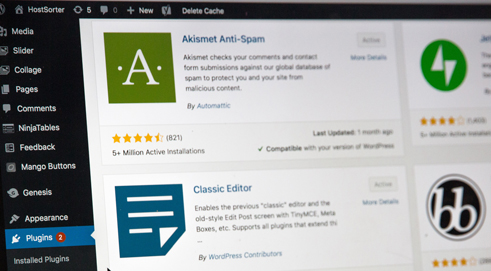 HostSorter 5 0 + New Delete Cache
Media
Slider
Collage
Pages
Comments
NinjaTables
Feedback
Mango Buttons
Genesis
Appearance
Plugins 2
Installed Plugins
Akismet Anti-Spam
Active
More Details
Akismet checks your comments and contact
form submissions against our global database of
spam to protect you and your site from
malicious content.
By Automattic
(821)
5+ Million Active Installations
Last Updated: 1 month ago
✓ Compatible with your version of WordPress
Classic Editor
Active
More Details
Enables the previous "classic" editor and the
old-style Edit Post screen with TinyMCE, Meta
Boxes, etc. Supports all plugins that extend thi
...
By WordPress Contributors
5+ Million Active Installations
bb